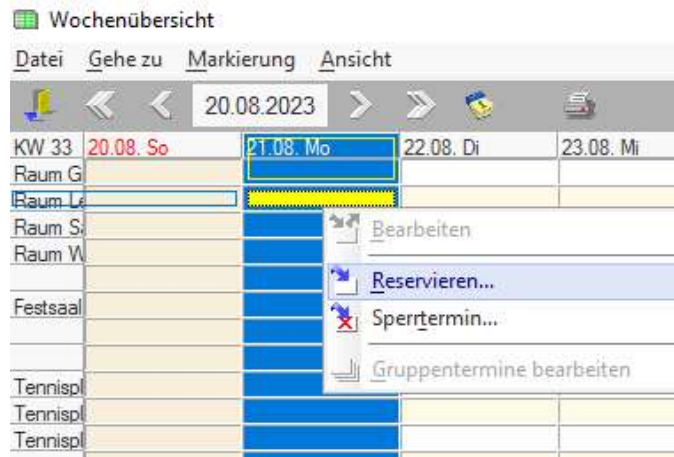 Wochenübersicht
Datei Gehe zu Markierung Ansicht
20.08.2023
KW 33 20.08. So 21.08. Mo 22.08. Di 23.08. Mi
Raum G
Raum Le
Raum Sa
Raum W
Bearbeiten
Reservieren...
Festsaal
Sperrtermin...
Gruppentermine bearbeiten
Tennispl
Tennispl
Tennispl